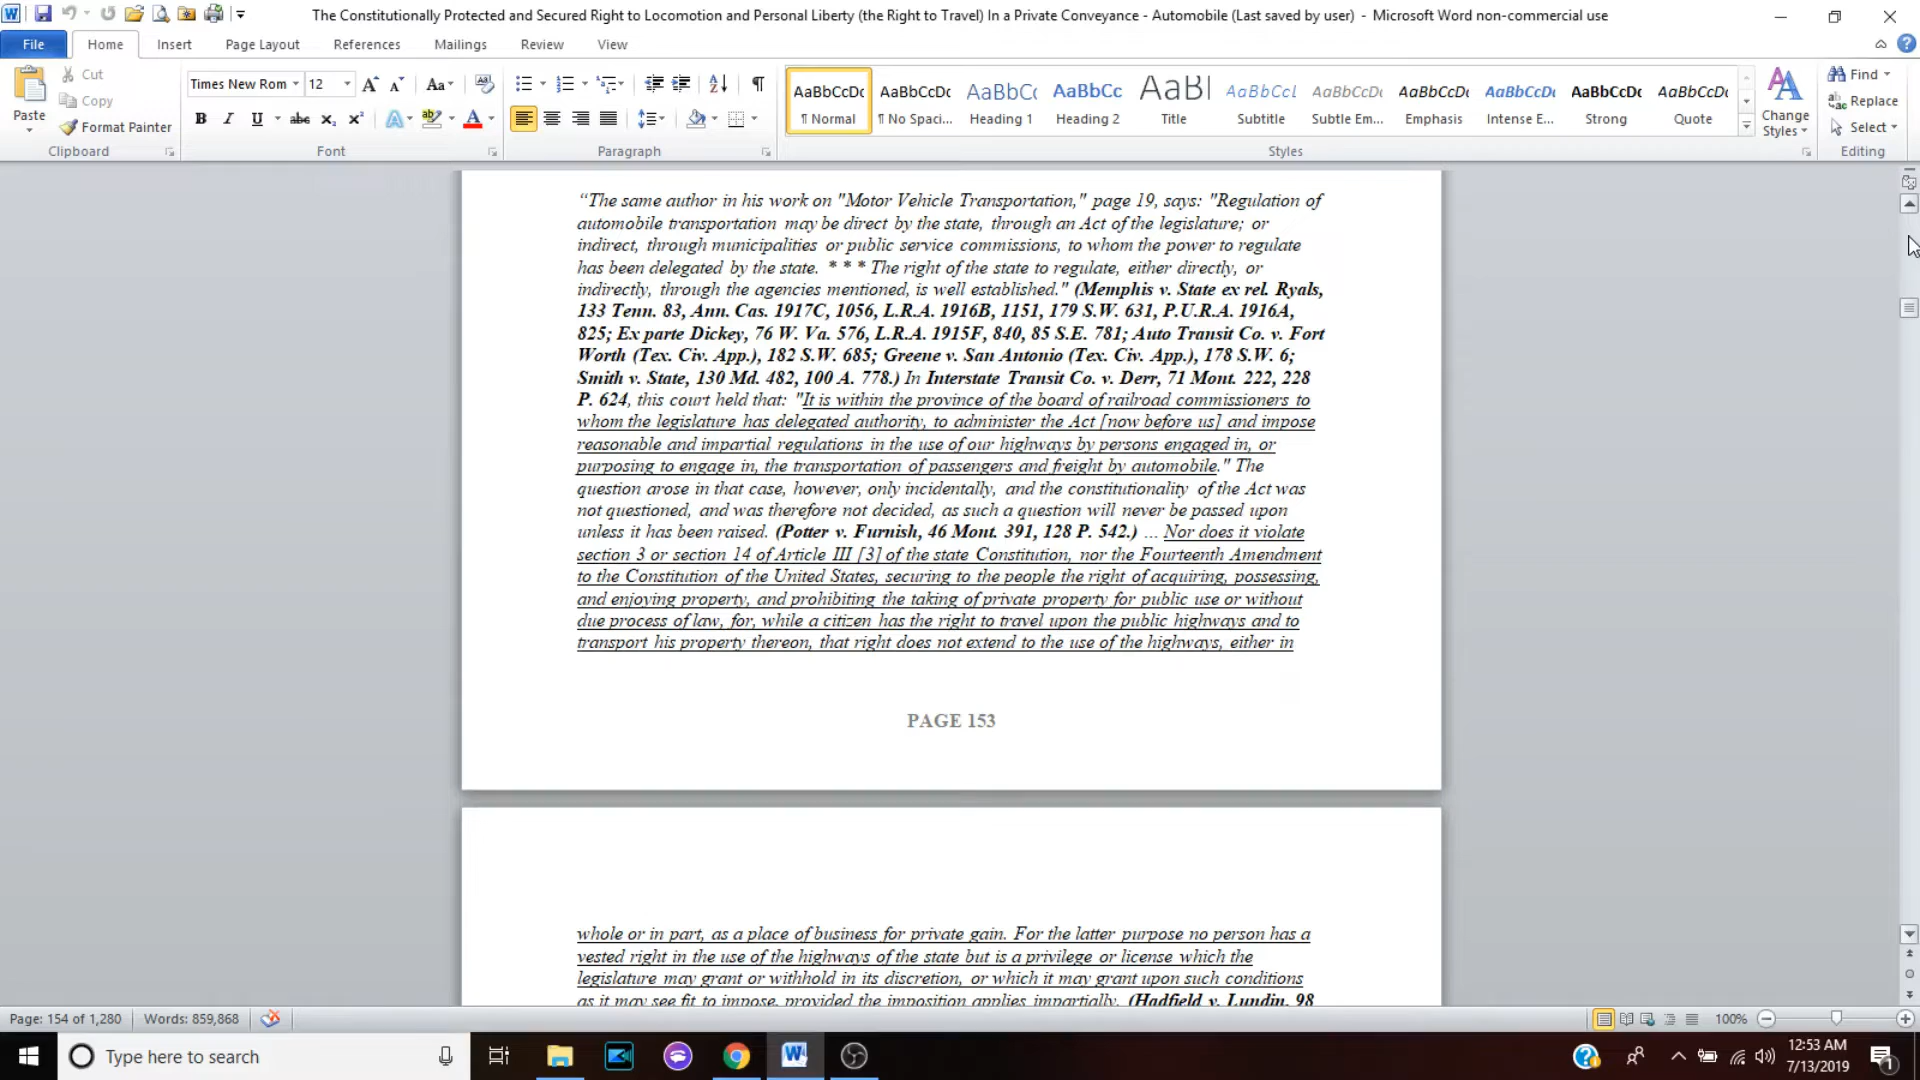 The Constitutionally Protected and Secured Right to Locomotion and Personal Liberty (the Right to Travel) In a Private Conveyance - Automobile (Last saved by user) - Microsoft Word non-commercial use
File Home Insert Page Layout References Mailings Review View
Paste
Cut
Copy
Format Painter
Clipboard
Times New Rom 12
Font
Paragraph
AaBbCcDc AaBbCcDc AaBbCc AaBbCc AaBl AaBbCcL AaBbCcDc AaBbCcDc AaBbCcDc AaBbCcDc AaBbCcDc
¶ Normal ¶ No Spaci... Heading 1 Heading 2 Title Subtitle Subtle Em... Emphasis Intense E... Strong Quote
Styles
Change Styles
Find
Replace
Select
Editing
“The same author in his work on "Motor Vehicle Transportation," page 19, says: "Regulation of
automobile transportation may be direct by the state, through an Act of the legislature; or
indirect, through municipalities or public service commissions, to whom the power to regulate
has been delegated by the state. * * * The right of the state to regulate, either directly, or
indirectly, through the agencies mentioned, is well established." (Memphis v. State ex rel. Ryals,
133 Tenn. 83, Ann. Cas. 1917C, 1056, L.R.A. 1916B, 1151, 179 S.W. 631, P.U.R.A. 1916A,
825; Ex parte Dickey, 76 W. Va. 576, L.R.A. 1915F, 840, 85 S.E. 781; Auto Transit Co. v. Fort
Worth (Tex. Civ. App.), 182 S.W. 685; Greene v. San Antonio (Tex. Civ. App.), 178 S.W. 6;
Smith v. State, 130 Md. 482, 100 A. 778.) In Interstate Transit Co. v. Derr, 71 Mont. 222, 228
P. 624, this court held that: "It is within the province of the board of railroad commissioners to
whom the legislature has delegated authority, to administer the Act [now before us] and impose
reasonable and impartial regulations in the use of our highways by persons engaged in, or
purposing to engage in, the transportation of passengers and freight by automobile." The
question arose in that case, however, only incidentally, and the constitutionality of the Act was
not questioned, and was therefore not decided, as such a question will never be passed upon
unless it has been raised. (Potter v. Furnish, 46 Mont. 391, 128 P. 542.) ... Nor does it violate
section 3 or section 14 of Article III [3] of the state Constitution, nor the Fourteenth Amendment
to the Constitution of the United States, securing to the people the right of acquiring, possessing,
and enjoying property, and prohibiting the taking of private property for public use or without
due process of law, for, while a citizen has the right to travel upon the public highways and to
transport his property thereon, that right does not extend to the use of the highways, either in
PAGE 153
whole or in part, as a place of business for private gain. For the latter purpose no person has a
vested right in the use of the highways of the state but is a privilege or license which the
legislature may grant or withhold in its discretion, or which it may grant upon such conditions
as it may see fit to impose, provided the imposition applies impartially. (Hadfield v. Lundin, 98
Page: 154 of 1,280 Words: 859,868
100%
Type here to search
12:53 AM
7/13/2019